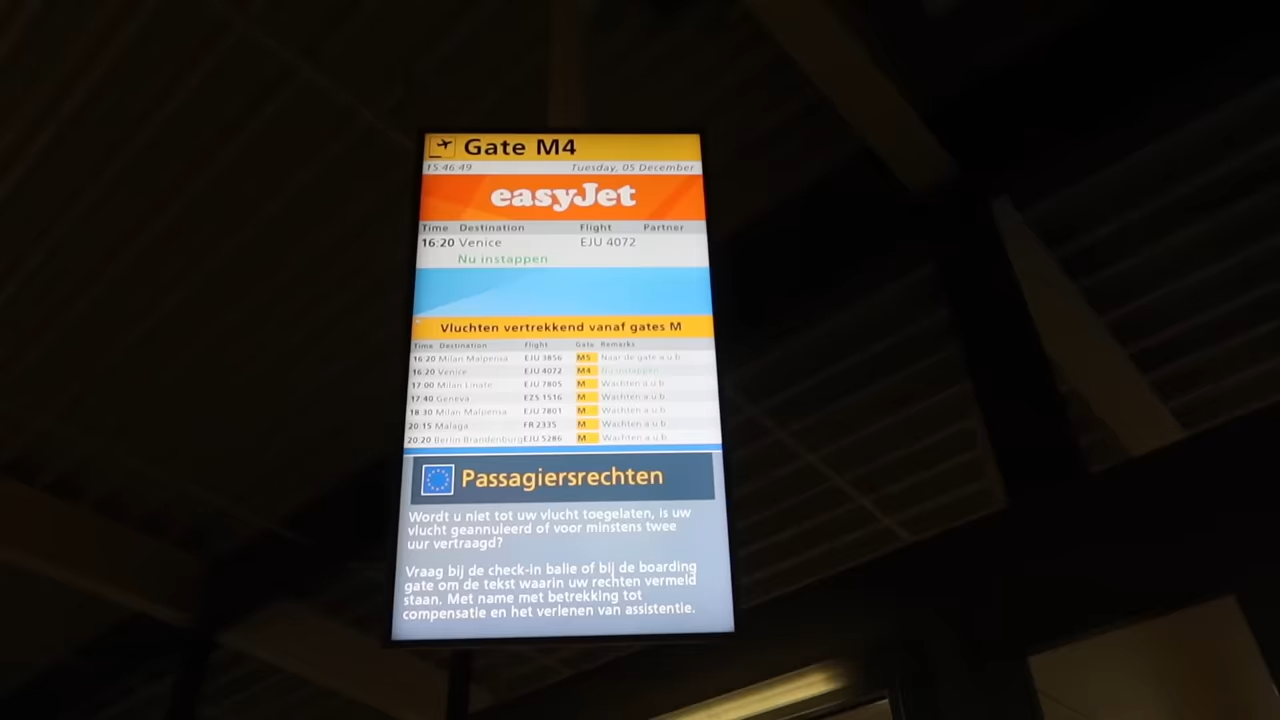 Gate M4
15:46:49 Tuesday, 05 December
easyJet
Time Destination Flight Partner
16:20 Venice EJU 4072
Nu instappen
Vluchten vertrekkend vanaf gates M
Time Destination Flight Gate Remarks
16:20 Milan Malpensa EJU 3856 M5 Naar de gate a.u.b.
16:20 Venice EJU 4072 M4 Nu instappen
17:00 Milan Linate EJU 7805 M Wachten a.u.b.
17:40 Geneva EZS 1516 M Wachten a.u.b.
18:30 Milan Malpensa EJU 7801 M Wachten a.u.b.
20:15 Malaga FR 2335 M Wachten a.u.b.
20:20 Berlin Brandenburg EJU 5286 M Wachten a.u.b.
Passagiersrechten
Wordt u niet tot uw vlucht toegelaten, is uw
vlucht geannuleerd of voor minstens twee
uur vertraagd?
Vraag bij de check-in balie of bij de boarding
gate om de tekst waarin uw rechten vermeld
staan. Met name met betrekking tot
compensatie en het verlenen van assistentie.